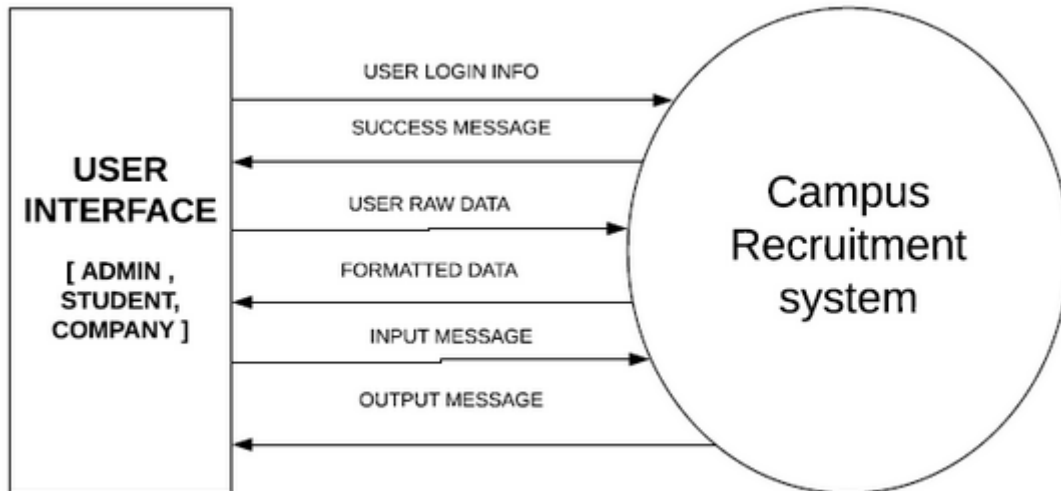 USER
INTERFACE
[ ADMIN ,
STUDENT,
COMPANY ]
USER LOGIN INFO
SUCCESS MESSAGE
USER RAW DATA
FORMATTED DATA
INPUT MESSAGE
OUTPUT MESSAGE
Campus
Recruitment
system